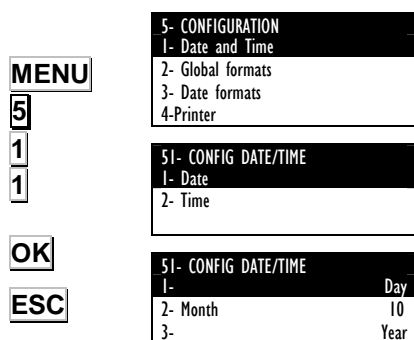 MENU
5
1
1
OK
ESC
5- CONFIGURATION
1- Date and Time
2- Global formats
3- Date formats
4-Printer
51- CONFIG DATE/TIME
1- Date
2- Time
51- CONFIG DATE/TIME
1- Day
2- Month 10
3- Year